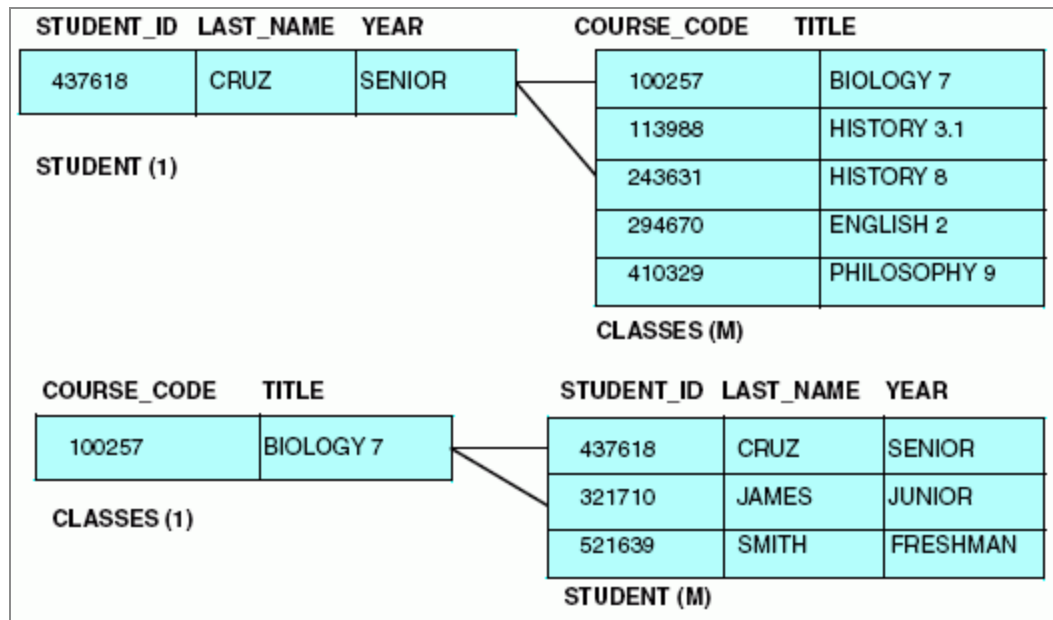 STUDENT_ID LAST_NAME YEAR COURSE_CODE TITLE
437618 CRUZ SENIOR 100257 BIOLOGY 7
113988 HISTORY 3.1
STUDENT (1) 243631 HISTORY 8
294670 ENGLISH 2
410329 PHILOSOPHY 9
CLASSES (M)
COURSE_CODE TITLE STUDENT_ID LAST_NAME YEAR
100257 BIOLOGY 7 437618 CRUZ SENIOR
321710 JAMES JUNIOR
CLASSES (1) 521639 SMITH FRESHMAN
STUDENT (M)